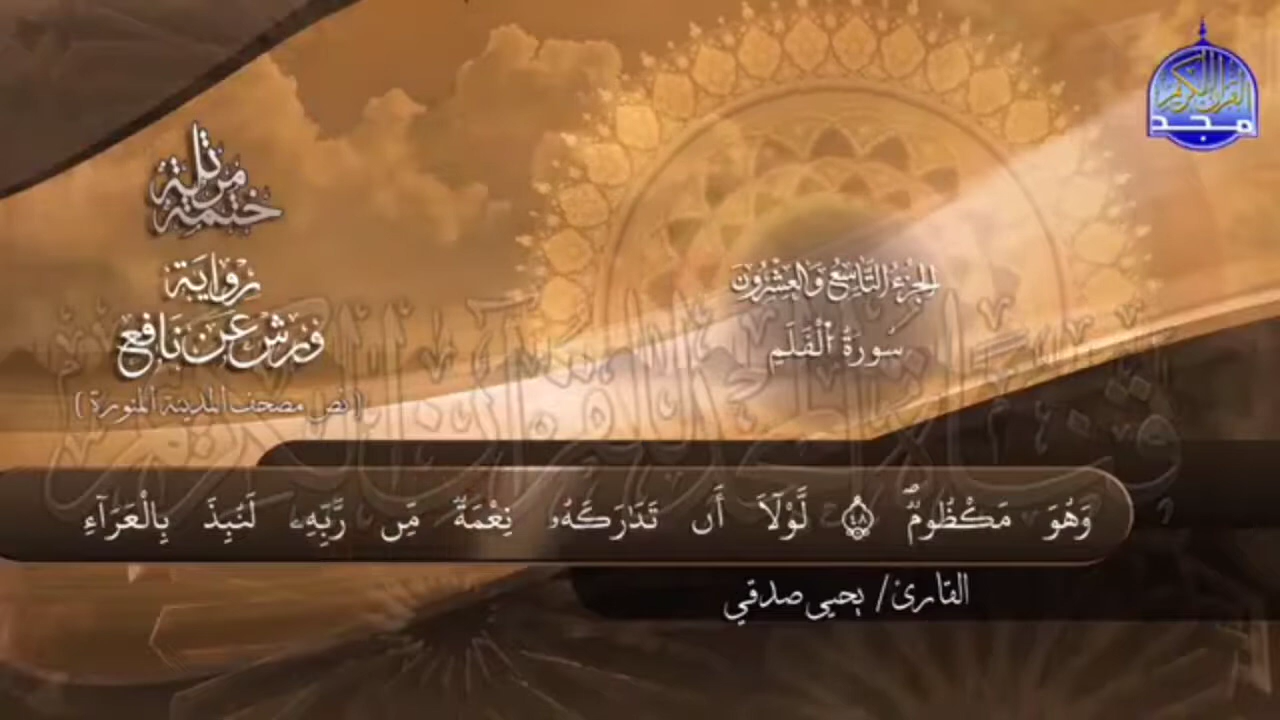 القرآن الكريم
مجد
ختمة
مرتلة
رواية
ورش عن نافع
(نص مصحف المدينة المنورة)
الجزء التاسع والعشرون
سورة القلم
وَهُوَ مَكْظُومٌ ۖ ٤٨ لَّوْلَآ أَن تَدَٰرَكَهُۥ نِعْمَةٌ مِّن رَّبِّهِۦ لَنُبِذَ بِالْعَرَآءِ
القارئ/ يحيى صدقي